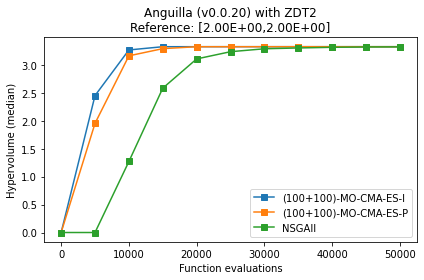 Anguilla (v0.0.20) with ZDT2
Reference: [2.00E+00,2.00E+00]
Hypervolume (median)
3.0
2.5
2.0
1.5
1.0
0.5
0.0
(100+100)-MO-CMA-ES-I
(100+100)-MO-CMA-ES-P
NSGAII
0 10000 20000 30000 40000 50000
Function evaluations